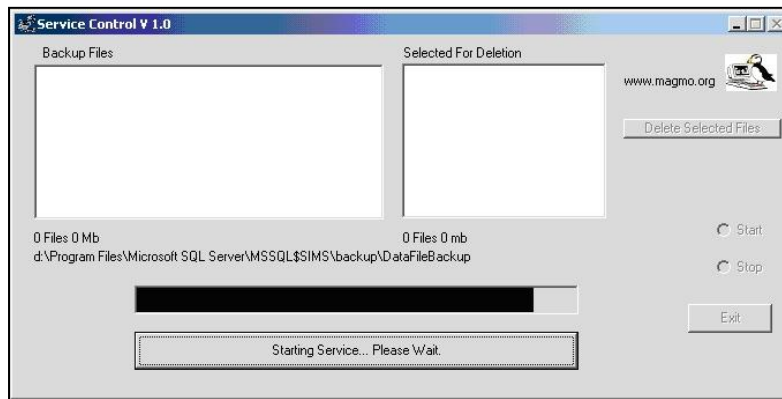 Service Control V 1.0
Backup Files
Selected For Deletion
www.magmo.org
Delete Selected Files
0 Files 0 Mb
0 Files 0 mb
d:\Program Files\Microsoft SQL Server\MSSQL$SIMS\backup\DataFileBackup
Start
Stop
Exit
Starting Service... Please Wait.